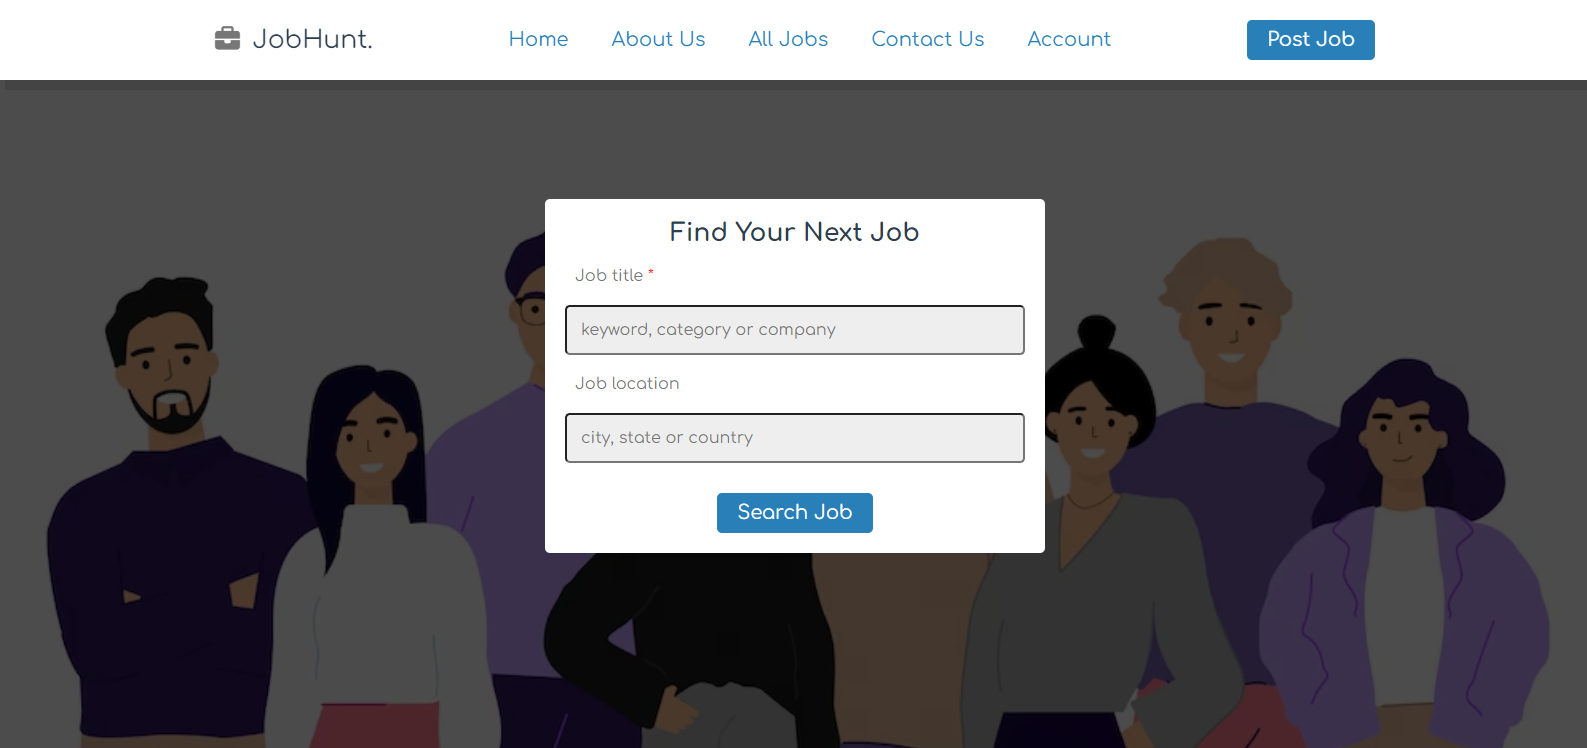 JobHunt.
Home
About Us
All Jobs
Contact Us
Account
Post Job
Find Your Next Job
Job title *
keyword, category or company
Job location
city, state or country
Search Job